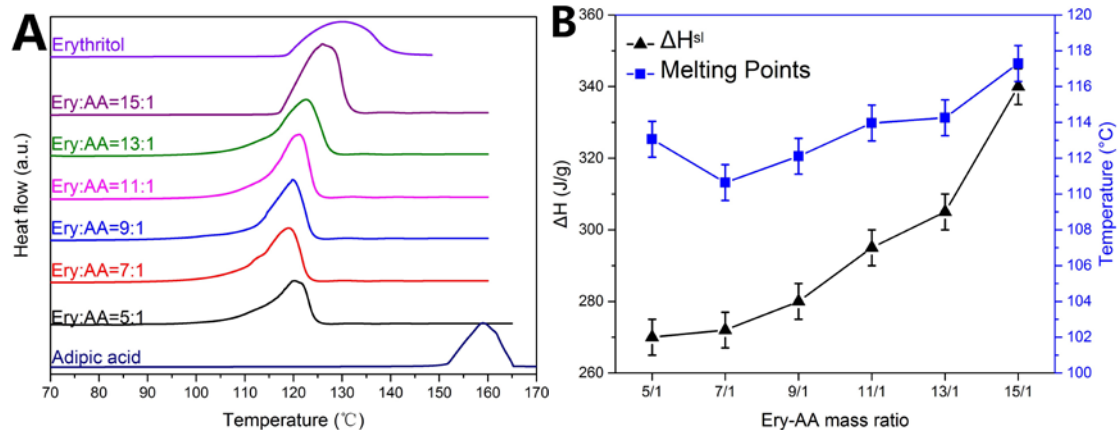 A
Erythritol
Ery:AA=15:1
Ery:AA=13:1
Ery:AA=11:1
Ery:AA=9:1
Ery:AA=7:1
Ery:AA=5:1
Adipic acid
Heat flow (a.u.)
70 80 90 100 110 120 130 140 150 160 170
Temperature (℃)
B
ΔHˢˡ
Melting Points
360
340
320
300
280
260
ΔH (J/g)
120
118
116
114
112
110
108
106
104
102
100
Temperature (°C)
5/1 7/1 9/1 11/1 13/1 15/1
Ery-AA mass ratio